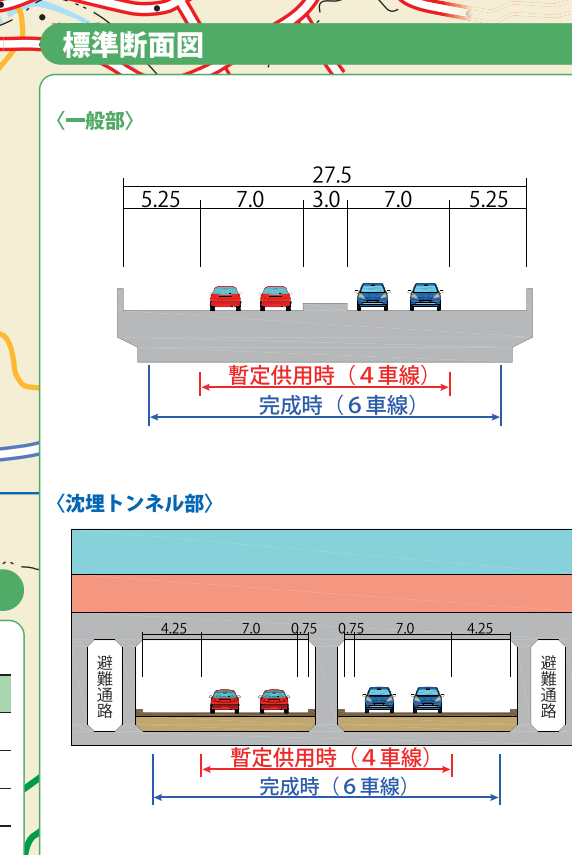 標準断面図
〈一般部〉
27.5
5.25 7.0 3.0 7.0 5.25
暫定供用時（４車線）
完成時（６車線）
〈沈埋トンネル部〉
4.25 7.0 0.75 0.75 7.0 4.25
避難通路
避難通路
暫定供用時（４車線）
完成時（６車線）